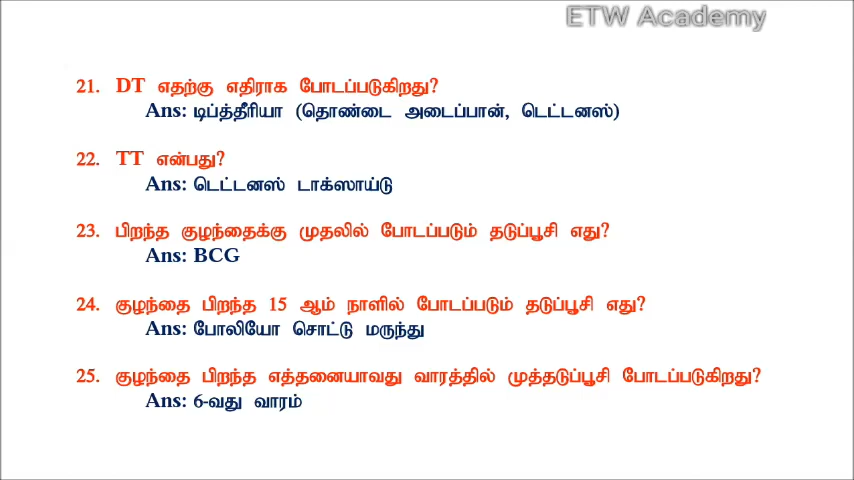 ETW Academy
21. DT எதற்கு எதிராக போடப்படுகிறது?
Ans: டிப்த்தீரியா (தொண்டை அடைப்பான், டெட்டனஸ்)
22. TT என்பது?
Ans: டெட்டனஸ் டாக்ஸாய்டு
23. பிறந்த குழந்தைக்கு முதலில் போடப்படும் தடுப்பூசி எது?
Ans: BCG
24. குழந்தை பிறந்த 15 ஆம் நாளில் போடப்படும் தடுப்பூசி எது?
Ans: போலியோ சொட்டு மருந்து
25. குழந்தை பிறந்த எத்தனையாவது வாரத்தில் முத்தடுப்பூசி போடப்படுகிறது?
Ans: 6-வது வாரம்